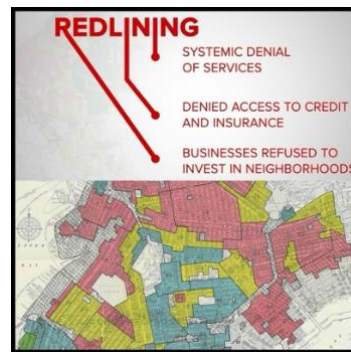 REDLINING
SYSTEMIC DENIAL
OF SERVICES
DENIED ACCESS TO CREDIT
AND INSURANCE
BUSINESSES REFUSED TO
INVEST IN NEIGHBORHOODS